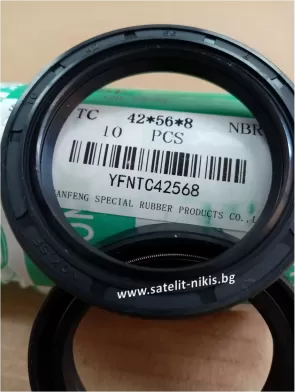 TC 42*56*8 NBR
10 PCS
YFNTC42568
ANFENG SPECIAL RUBBER PRODUCTS CO.,
www.satelit-nikis.bg